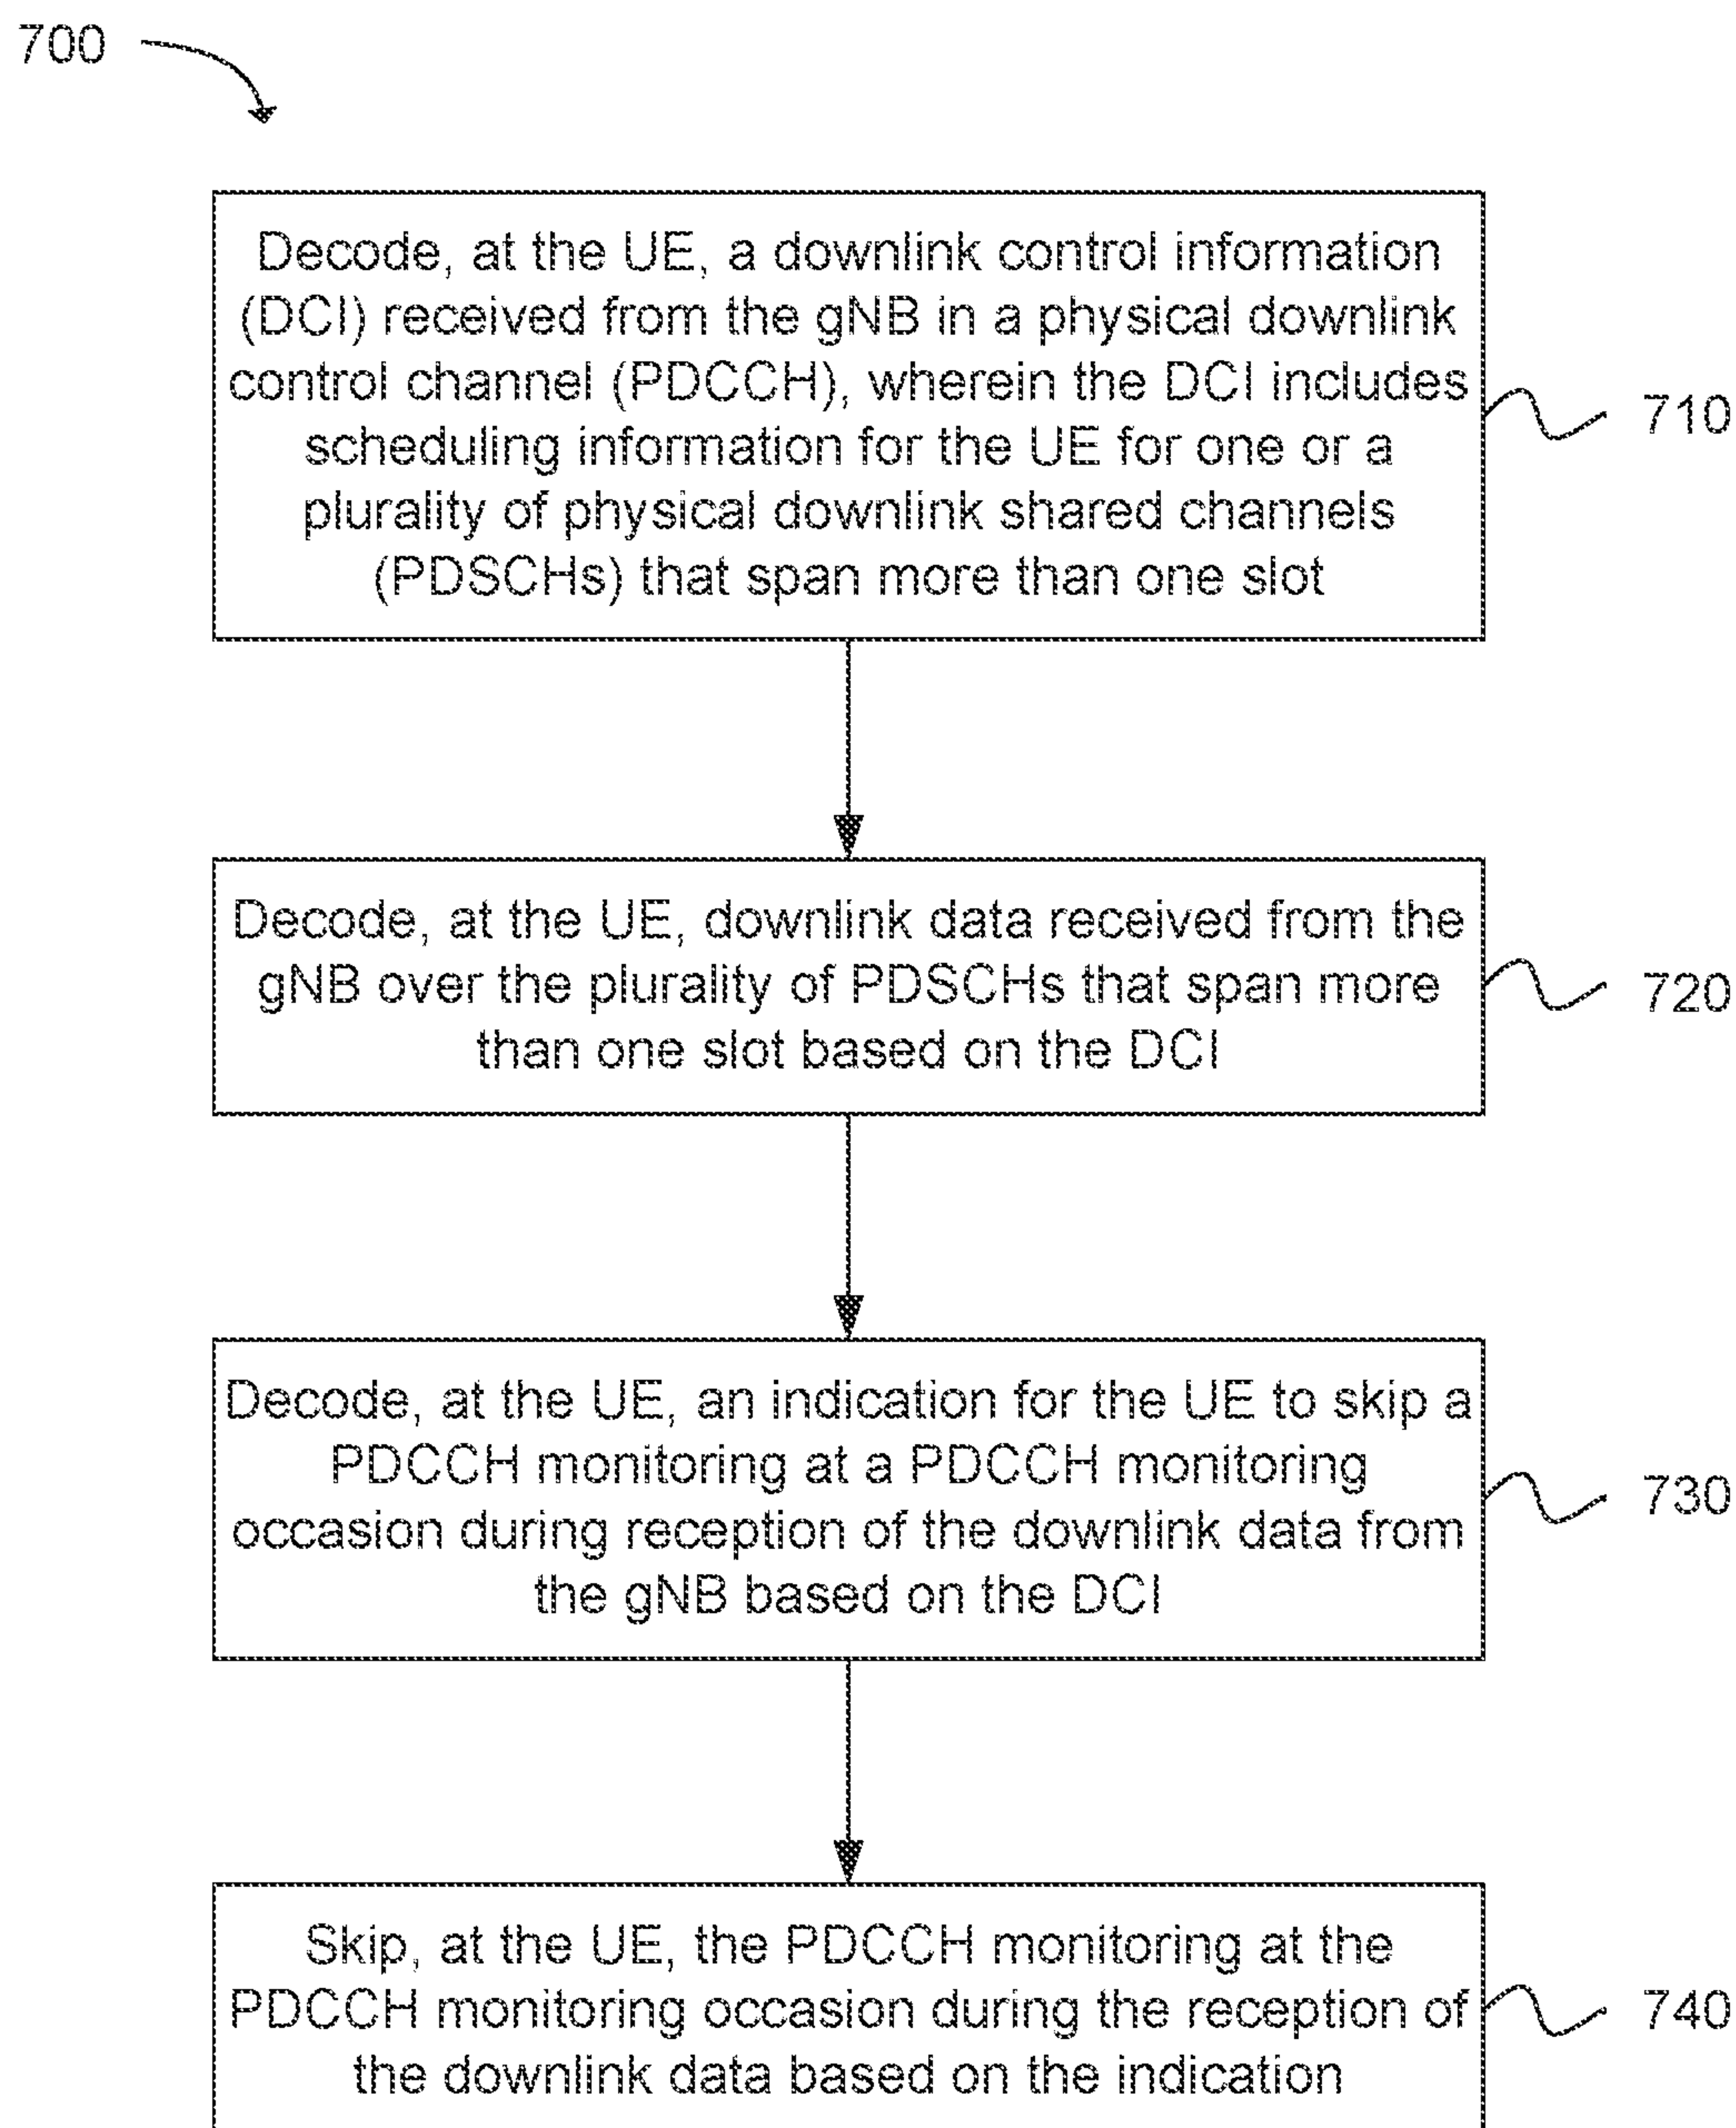 700
Decode, at the UE, a downlink control information
(DCI) received from the gNB in a physical downlink
control channel (PDCCH), wherein the DCI includes
scheduling information for the UE for one or a
plurality of physical downlink shared channels
(PDSCHs) that span more than one slot
710
Decode, at the UE, downlink data received from the
gNB over the plurality of PDSCHs that span more
than one slot based on the DCI
720
Decode, at the UE, an indication for the UE to skip a
PDCCH monitoring at a PDCCH monitoring
occasion during reception of the downlink data from
the gNB based on the DCI
730
Skip, at the UE, the PDCCH monitoring at the
PDCCH monitoring occasion during the reception of
the downlink data based on the indication
740